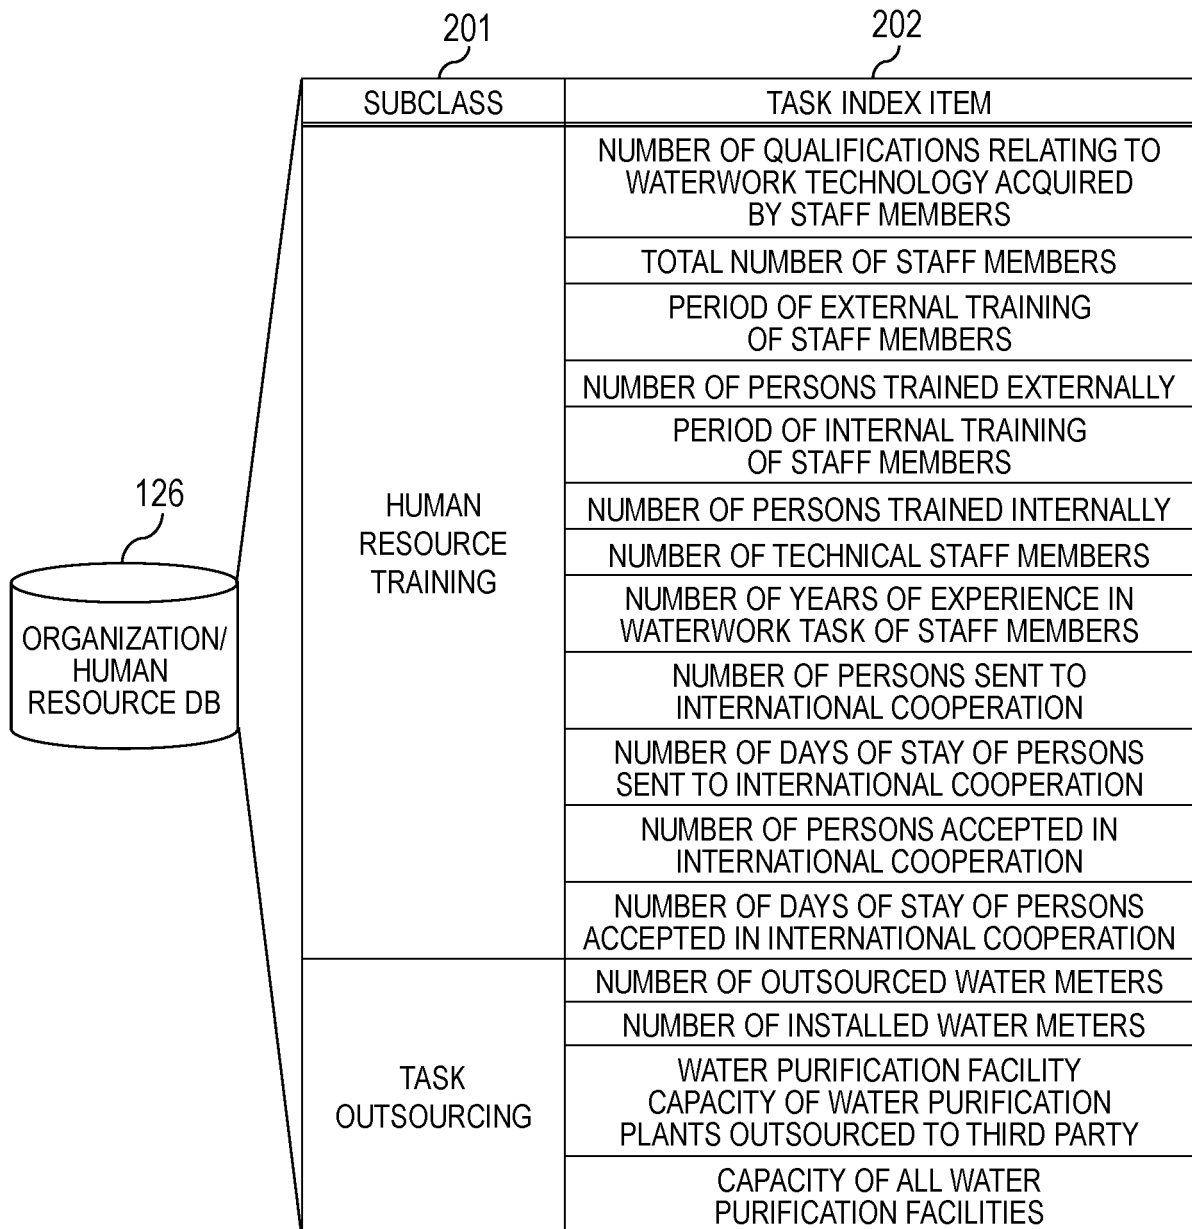 201
202
SUBCLASS
TASK INDEX ITEM
NUMBER OF QUALIFICATIONS RELATING TO
WATERWORK TECHNOLOGY ACQUIRED
BY STAFF MEMBERS
TOTAL NUMBER OF STAFF MEMBERS
PERIOD OF EXTERNAL TRAINING
OF STAFF MEMBERS
NUMBER OF PERSONS TRAINED EXTERNALLY
PERIOD OF INTERNAL TRAINING
OF STAFF MEMBERS
126
HUMAN
RESOURCE
TRAINING
NUMBER OF PERSONS TRAINED INTERNALLY
NUMBER OF TECHNICAL STAFF MEMBERS
NUMBER OF YEARS OF EXPERIENCE IN
WATERWORK TASK OF STAFF MEMBERS
ORGANIZATION/
HUMAN
RESOURCE DB
NUMBER OF PERSONS SENT TO
INTERNATIONAL COOPERATION
NUMBER OF DAYS OF STAY OF PERSONS
SENT TO INTERNATIONAL COOPERATION
NUMBER OF PERSONS ACCEPTED IN
INTERNATIONAL COOPERATION
NUMBER OF DAYS OF STAY OF PERSONS
ACCEPTED IN INTERNATIONAL COOPERATION
TASK
OUTSOURCING
NUMBER OF OUTSOURCED WATER METERS
NUMBER OF INSTALLED WATER METERS
WATER PURIFICATION FACILITY
CAPACITY OF WATER PURIFICATION
PLANTS OUTSOURCED TO THIRD PARTY
CAPACITY OF ALL WATER
PURIFICATION FACILITIES